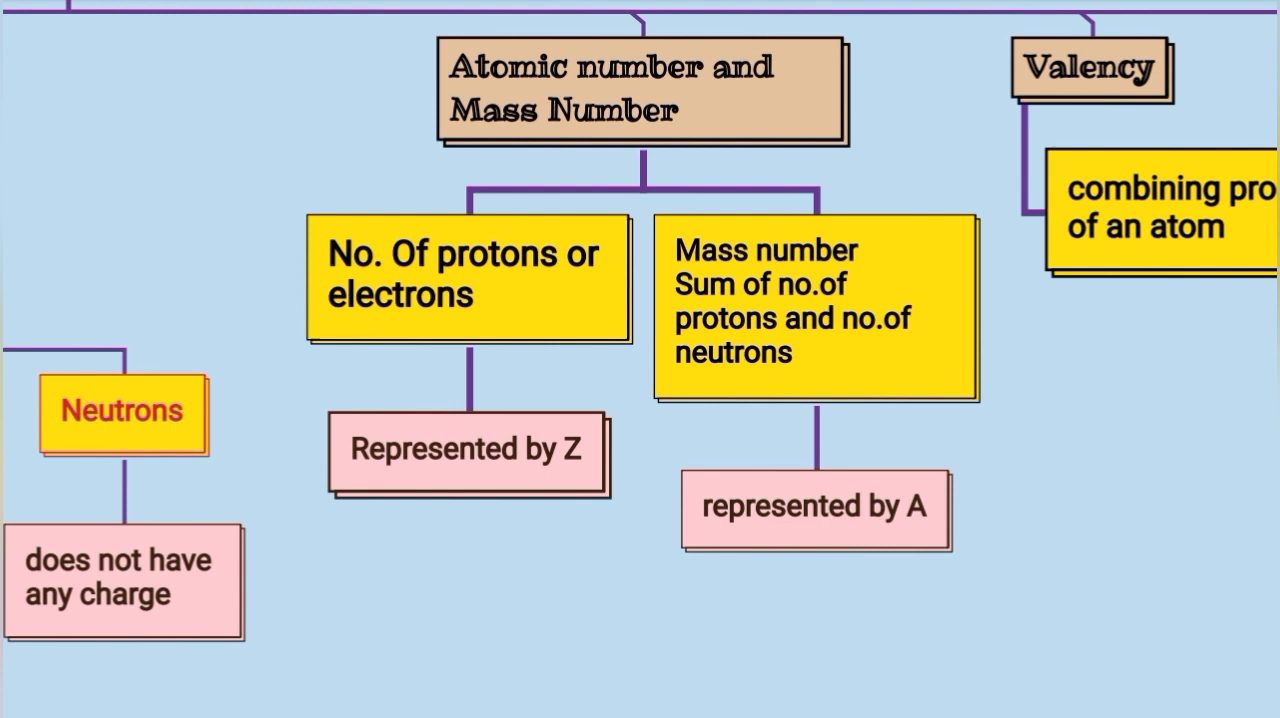 Atomic number and
Mass Number
Valency
combining
of an atom
No. Of protons or
electrons
Mass number
Sum of no.of
protons and no.of
neutrons
Neutrons
Represented by Z
represented by A
does not have
any charge